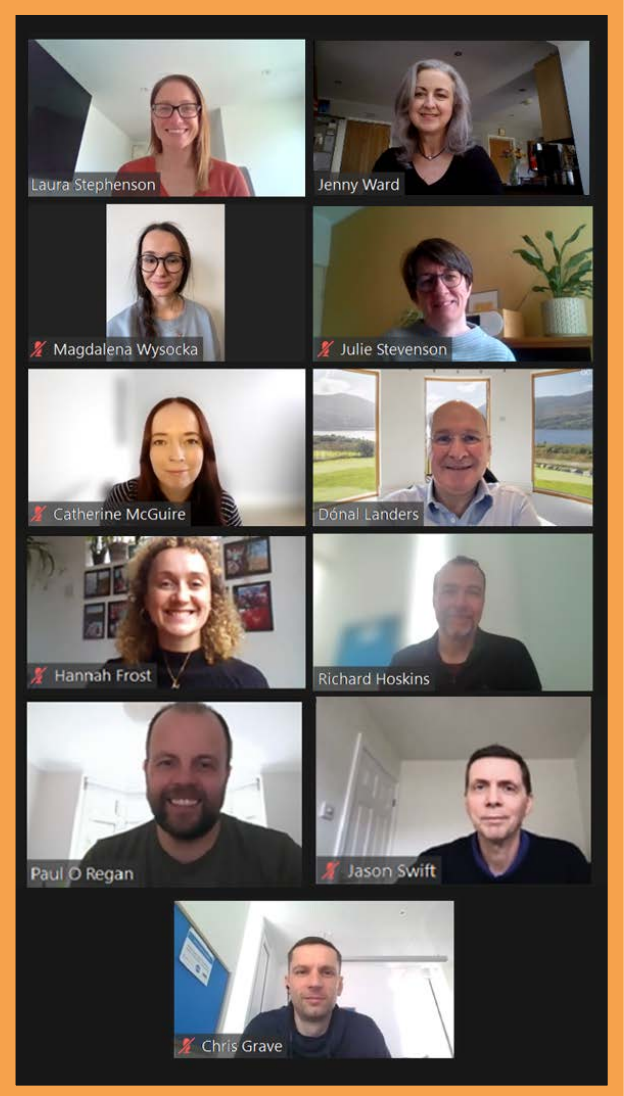 Laura Stephenson
Jenny Ward
Magdalena Wysocka
Julie Stevenson
Catherine McGuire
Dónal Landers
Hannah Frost
Richard Hoskins
Paul O Regan
Jason Swift
Chris Grave